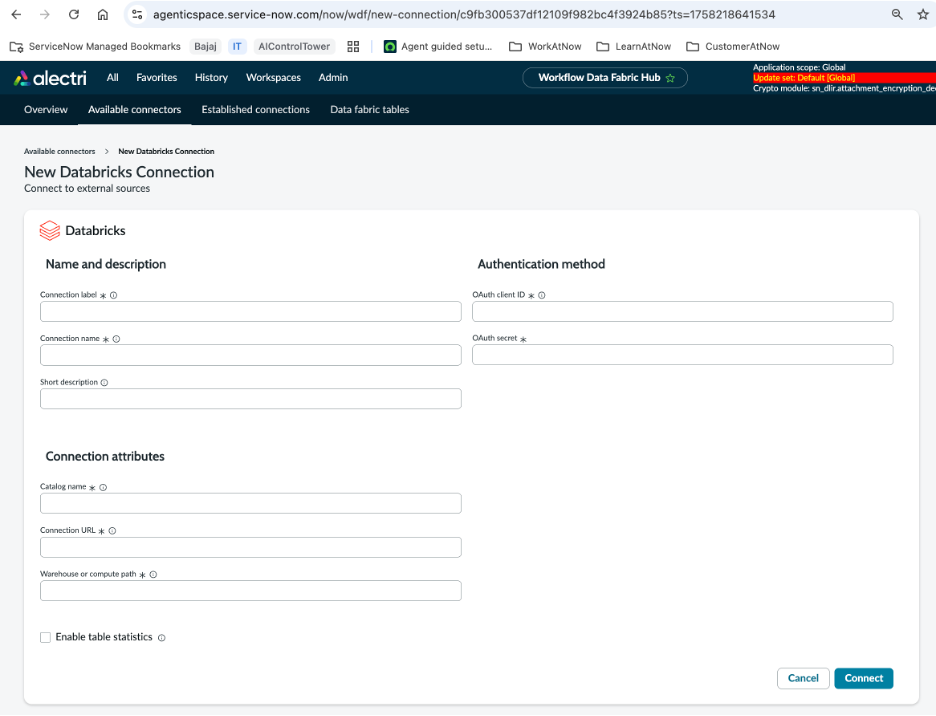 agenticspace.service-now.com/now/wdf/new-connection/c9fb300537df12109f982bc4f3924b85?ts=1758218641534
ServiceNow Managed Bookmarks Bajaj IT AIControlTower Agent guided setu... WorkAtNow LearnAtNow CustomerAtNow
alectri All Favorites History Workspaces Admin Workflow Data Fabric Hub
Application scope: Global
Update set: Default [Global]
Crypto module: sn_dlir.attachment_encryption_de
Overview Available connectors Established connections Data fabric tables
Available connectors > New Databricks Connection
New Databricks Connection
Connect to external sources
Databricks
Name and description
Connection label *
Connection name *
Short description
Authentication method
OAuth client ID *
OAuth secret *
Connection attributes
Catalog name *
Connection URL *
Warehouse or compute path *
Enable table statistics
Cancel Connect